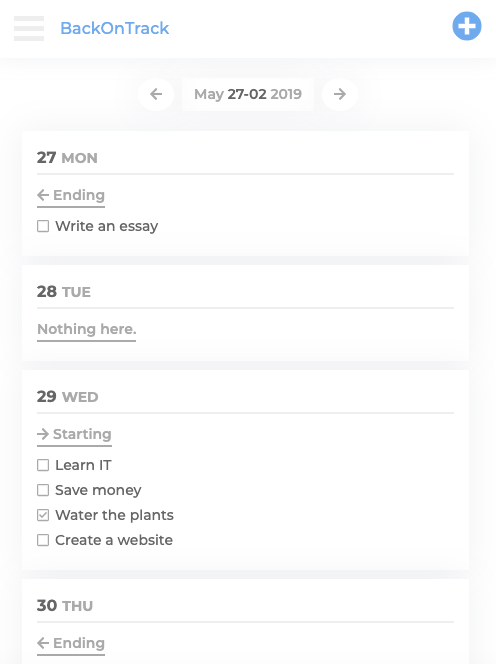 BackOnTrack
May 27-02 2019
27 MON
← Ending
Write an essay
28 TUE
Nothing here.
29 WED
→ Starting
Learn IT
Save money
Water the plants
Create a website
30 THU
← Ending